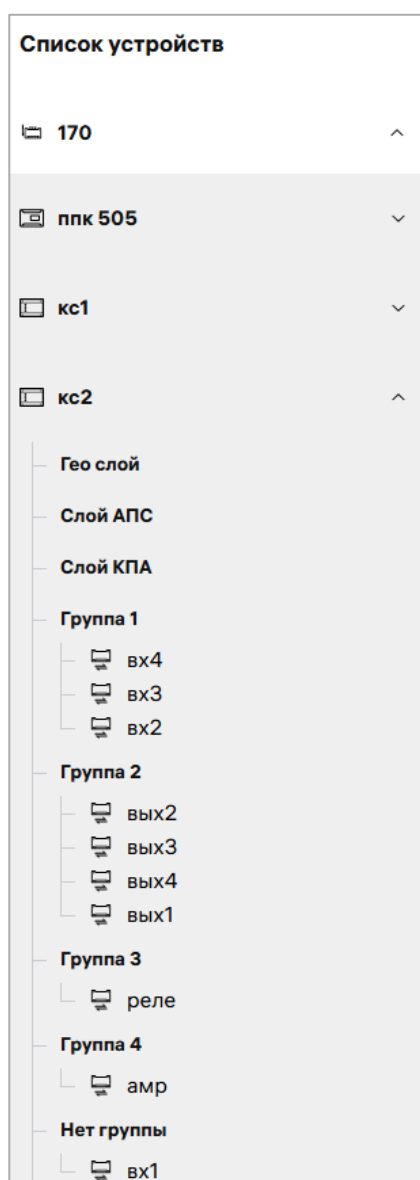 Список устройств
170
ппк 505
кс1
кс2
Гео слой
Слой АПС
Слой КПА
Группа 1
вх4
вх3
вх2
Группа 2
вых2
вых3
вых4
вых1
Группа 3
реле
Группа 4
амр
Нет группы
вх1